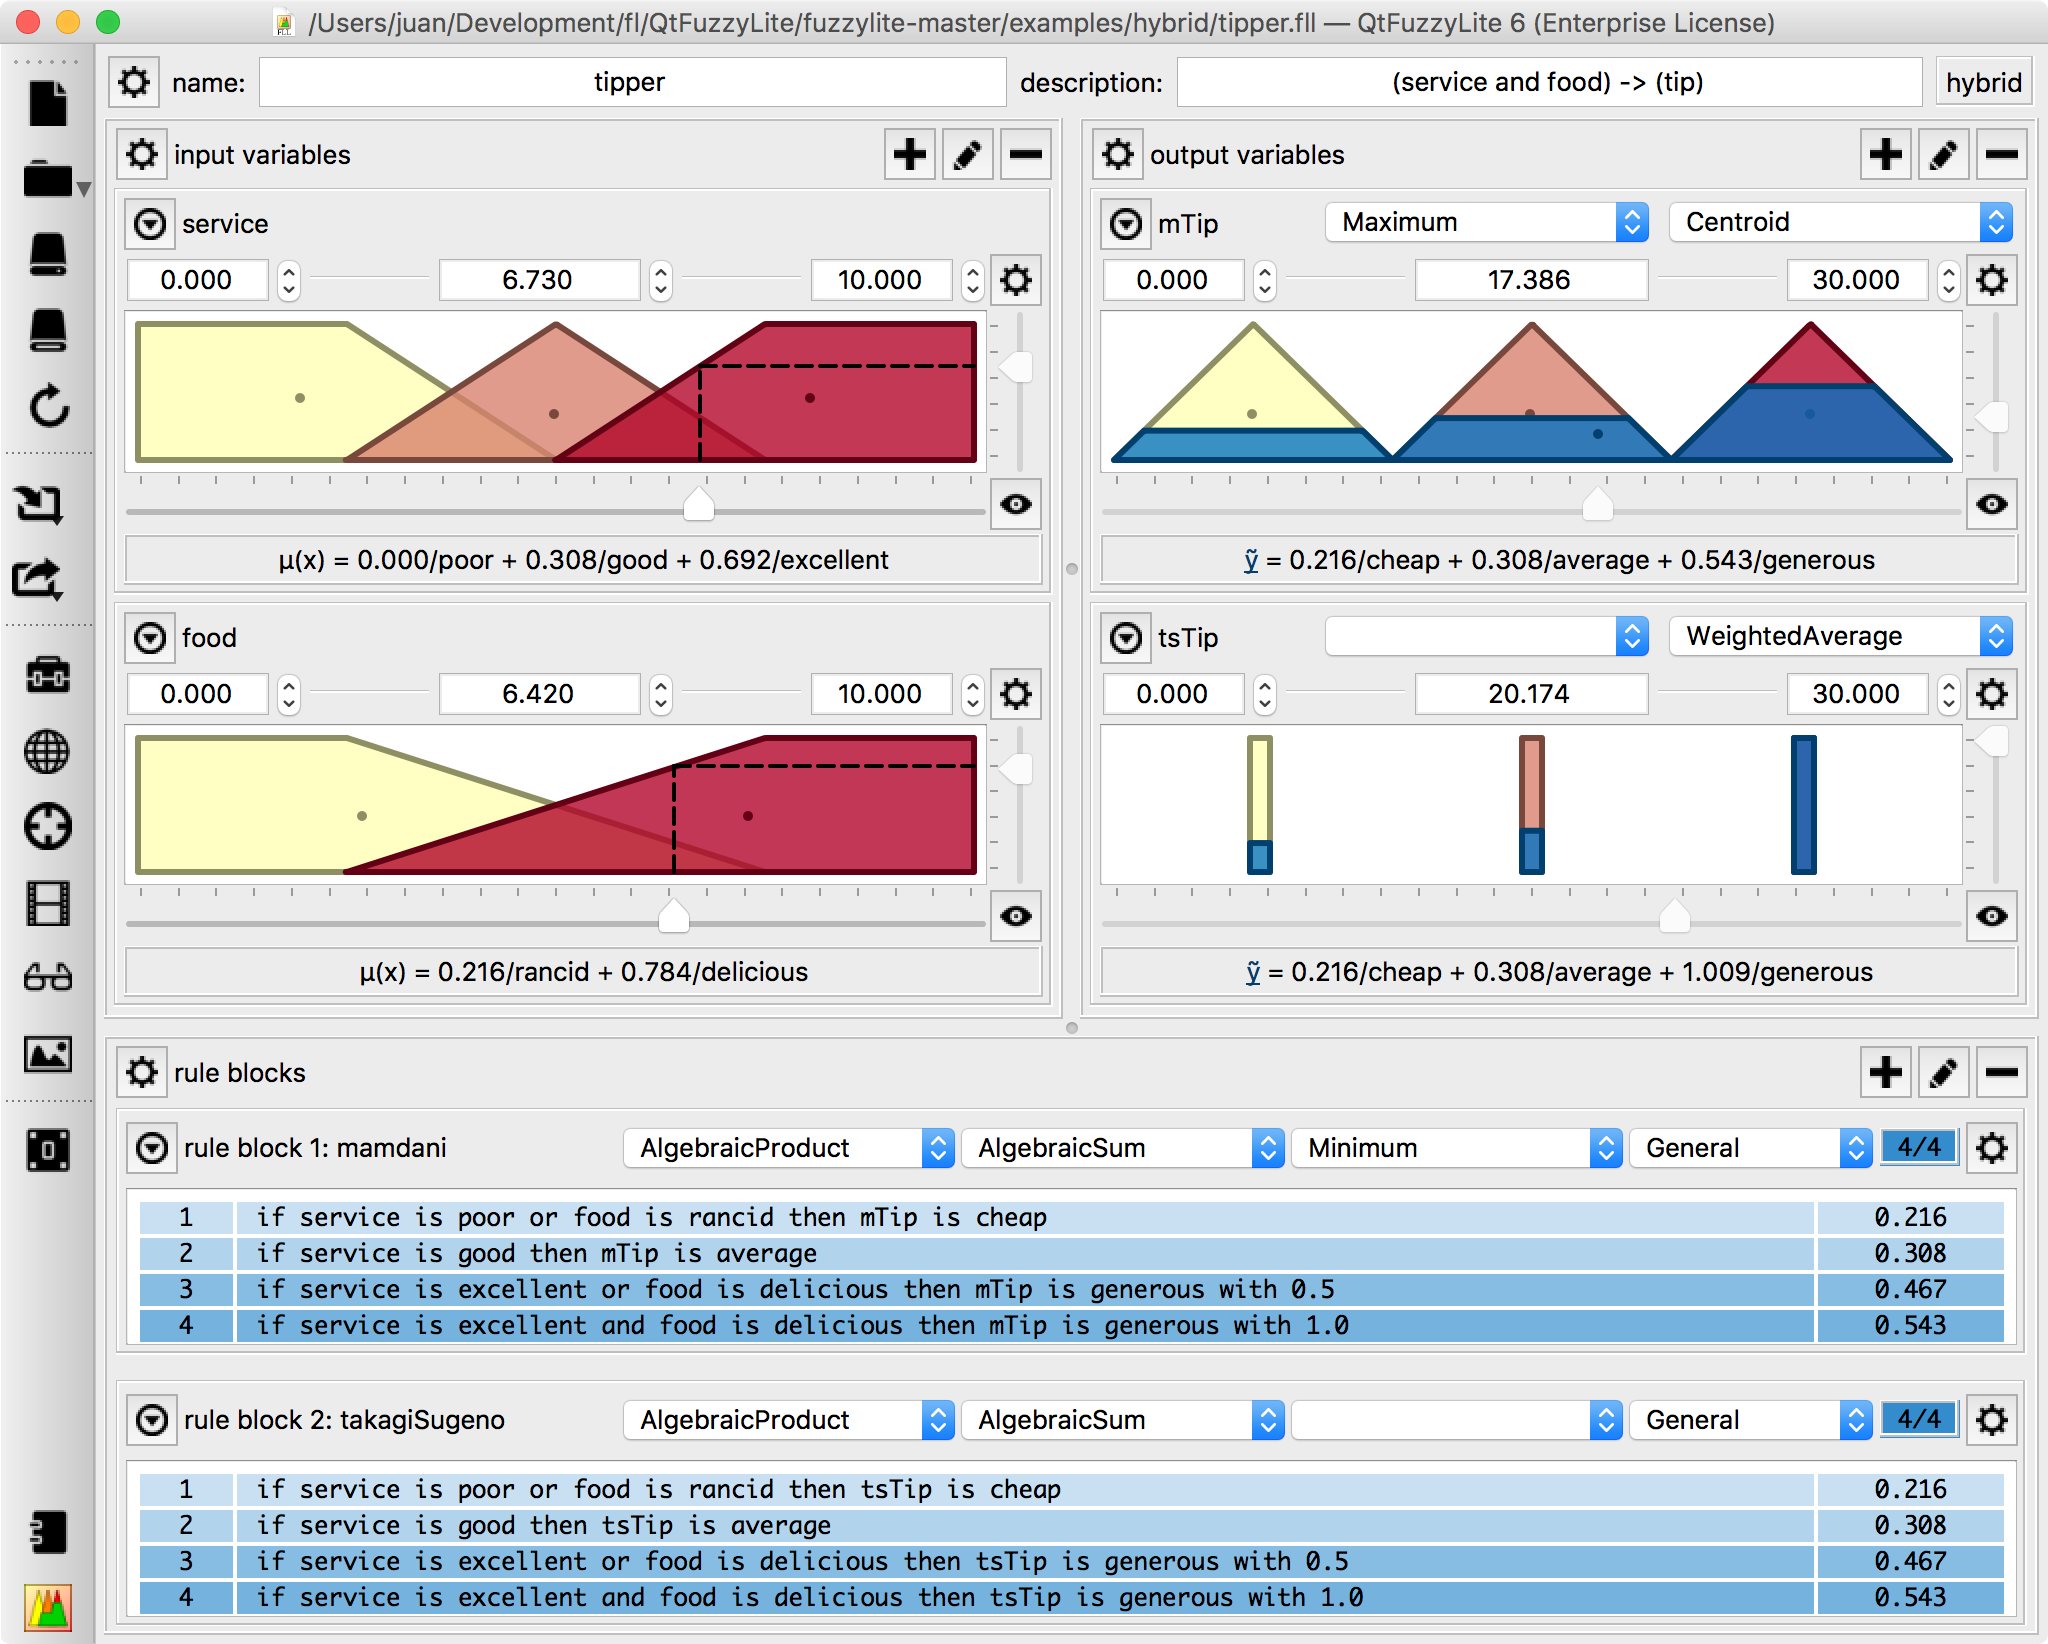 /Users/juan/Development/fl/QtFuzzyLite/fuzzylite-master/examples/hybrid/tipper.fll — QtFuzzyLite 6 (Enterprise License)
name: tipper description: (service and food) -> (tip) hybrid
input variables
service
0.000 6.730 10.000
μ(x) = 0.000/poor + 0.308/good + 0.692/excellent
food
0.000 6.420 10.000
μ(x) = 0.216/rancid + 0.784/delicious
output variables
mTip Maximum Centroid
0.000 17.386 30.000
ỹ = 0.216/cheap + 0.308/average + 0.543/generous
tsTip WeightedAverage
0.000 20.174 30.000
ỹ = 0.216/cheap + 0.308/average + 1.009/generous
rule blocks
rule block 1: mamdani AlgebraicProduct AlgebraicSum Minimum General 4/4
1 if service is poor or food is rancid then mTip is cheap 0.216
2 if service is good then mTip is average 0.308
3 if service is excellent or food is delicious then mTip is generous with 0.5 0.467
4 if service is excellent and food is delicious then mTip is generous with 1.0 0.543
rule block 2: takagiSugeno AlgebraicProduct AlgebraicSum General 4/4
1 if service is poor or food is rancid then tsTip is cheap 0.216
2 if service is good then tsTip is average 0.308
3 if service is excellent or food is delicious then tsTip is generous with 0.5 0.467
4 if service is excellent and food is delicious then tsTip is generous with 1.0 0.543